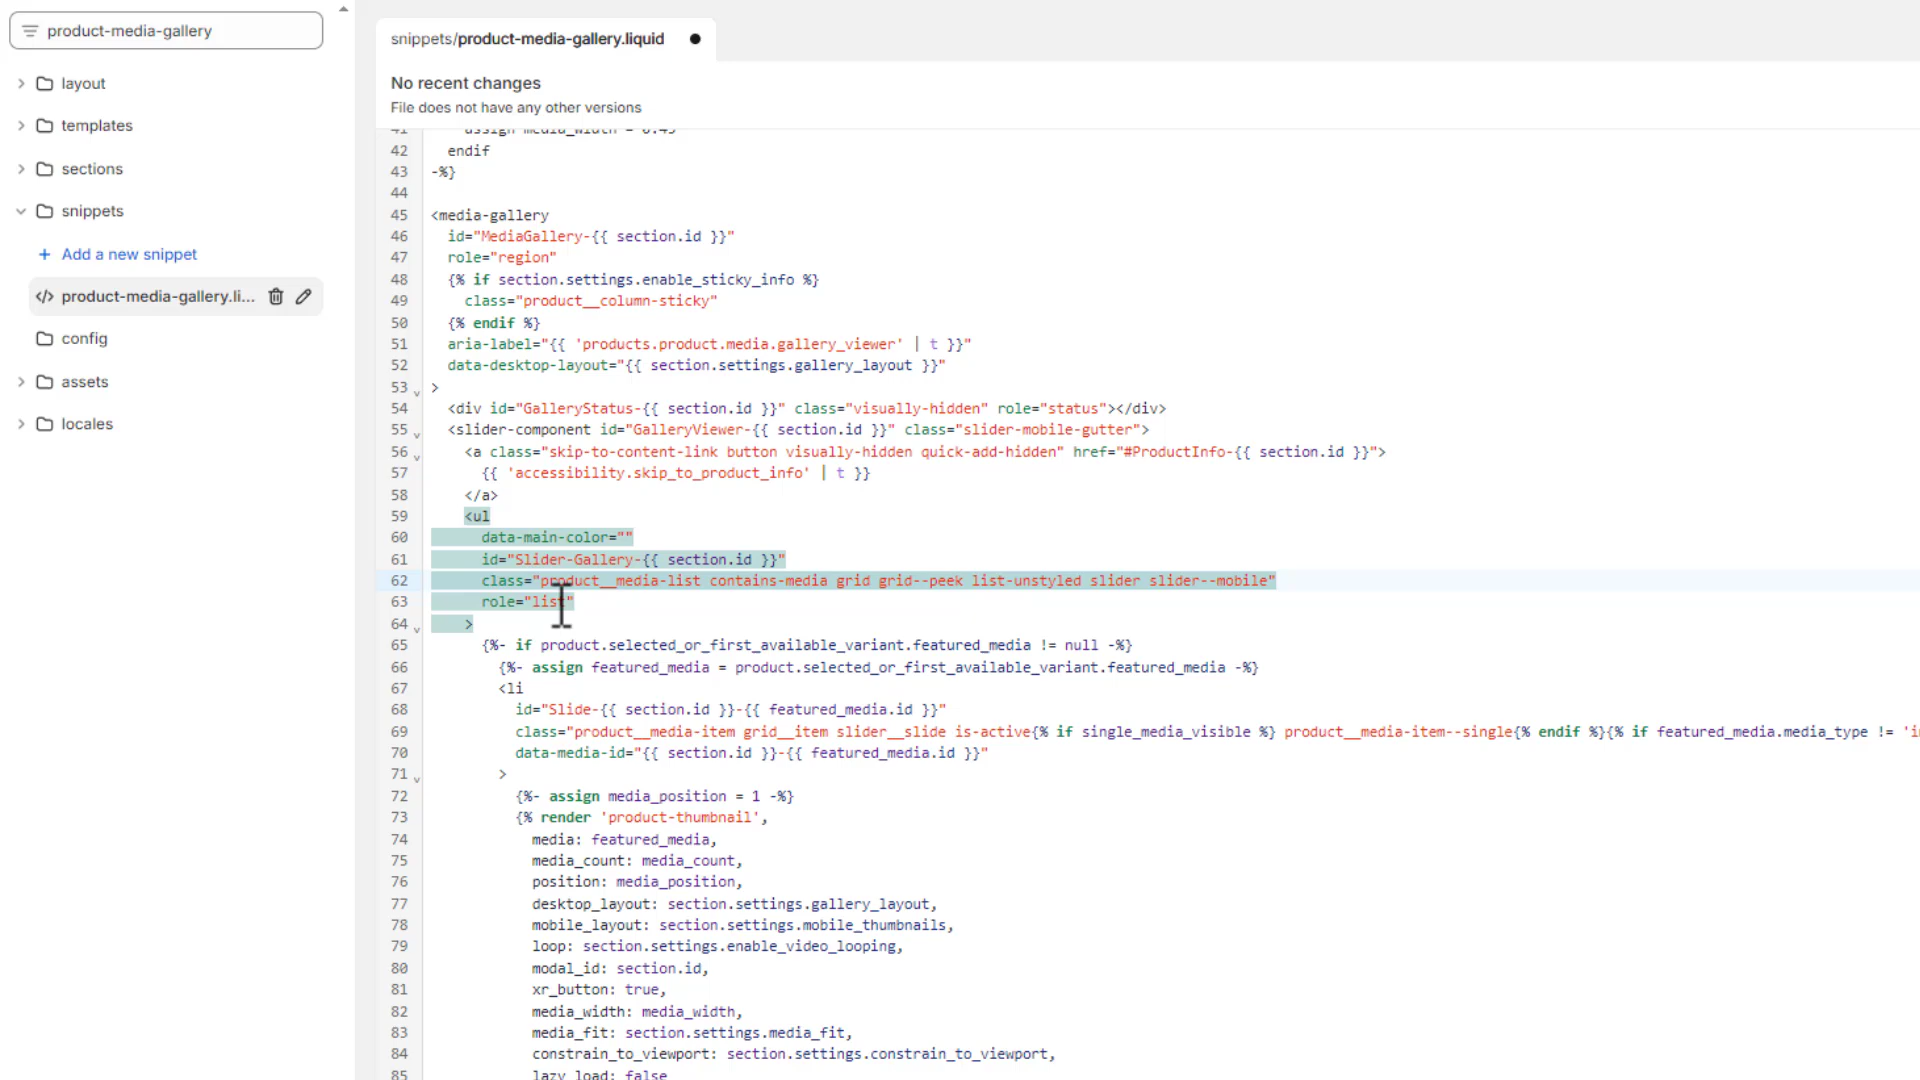 product-media-gallery
layout
templates
sections
snippets
+ Add a new snippet
</> product-media-gallery.li...
config
assets
locales
snippets/product-media-gallery.liquid
No recent changes
File does not have any other versions
41 assign media_width = 0.45
42 endif
43 -%}
44
45 <media-gallery
46 id="MediaGallery-{{ section.id }}"
47 role="region"
48 {% if section.settings.enable_sticky_info %}
49 class="product__column-sticky"
50 {% endif %}
51 aria-label="{{ 'products.product.media.gallery_viewer' | t }}"
52 data-desktop-layout="{{ section.settings.gallery_layout }}"
53 >
54 <div id="GalleryStatus-{{ section.id }}" class="visually-hidden" role="status"></div>
55 <slider-component id="GalleryViewer-{{ section.id }}" class="slider-mobile-gutter">
56 <a class="skip-to-content-link button visually-hidden quick-add-hidden" href="#ProductInfo-{{ section.id }}">
57 {{ 'accessibility.skip_to_product_info' | t }}
58 </a>
59 <ul
60 data-main-color=""
61 id="Slider-Gallery-{{ section.id }}"
62 class="product__media-list contains-media grid grid--peek list-unstyled slider slider--mobile"
63 role="list"
64 >
65 {%- if product.selected_or_first_available_variant.featured_media != null -%}
66 {%- assign featured_media = product.selected_or_first_available_variant.featured_media -%}
67 <li
68 id="Slide-{{ section.id }}-{{ featured_media.id }}"
69 class="product__media-item grid__item slider__slide is-active{% if single_media_visible %} product__media-item--single{% endif %}{% if featured_media.media_type != 'i
70 data-media-id="{{ section.id }}-{{ featured_media.id }}"
71 >
72 {%- assign media_position = 1 -%}
73 {% render 'product-thumbnail',
74 media: featured_media,
75 media_count: media_count,
76 position: media_position,
77 desktop_layout: section.settings.gallery_layout,
78 mobile_layout: section.settings.mobile_thumbnails,
79 loop: section.settings.enable_video_looping,
80 modal_id: section.id,
81 xr_button: true,
82 media_width: media_width,
83 media_fit: section.settings.media_fit,
84 constrain_to_viewport: section.settings.constrain_to_viewport,
85 lazy_load: false